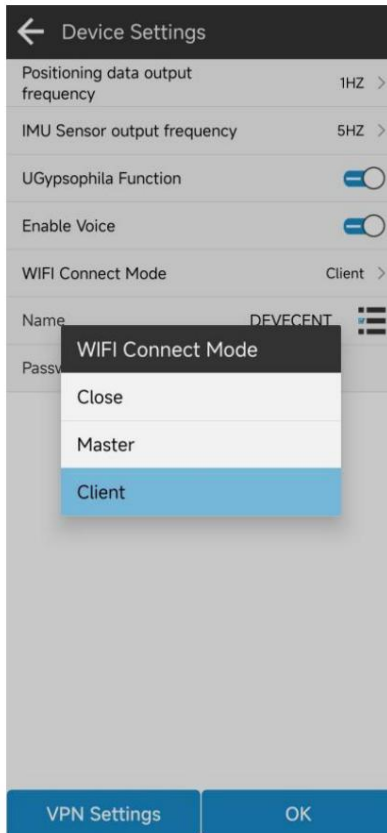 Device Settings
Positioning data output
frequency
1HZ
IMU Sensor output frequency
5HZ
UGypsophila Function
Enable Voice
WIFI Connect Mode
Client
Name
DEVECENT
WIFI Connect Mode
Close
Master
Client
VPN Settings
OK